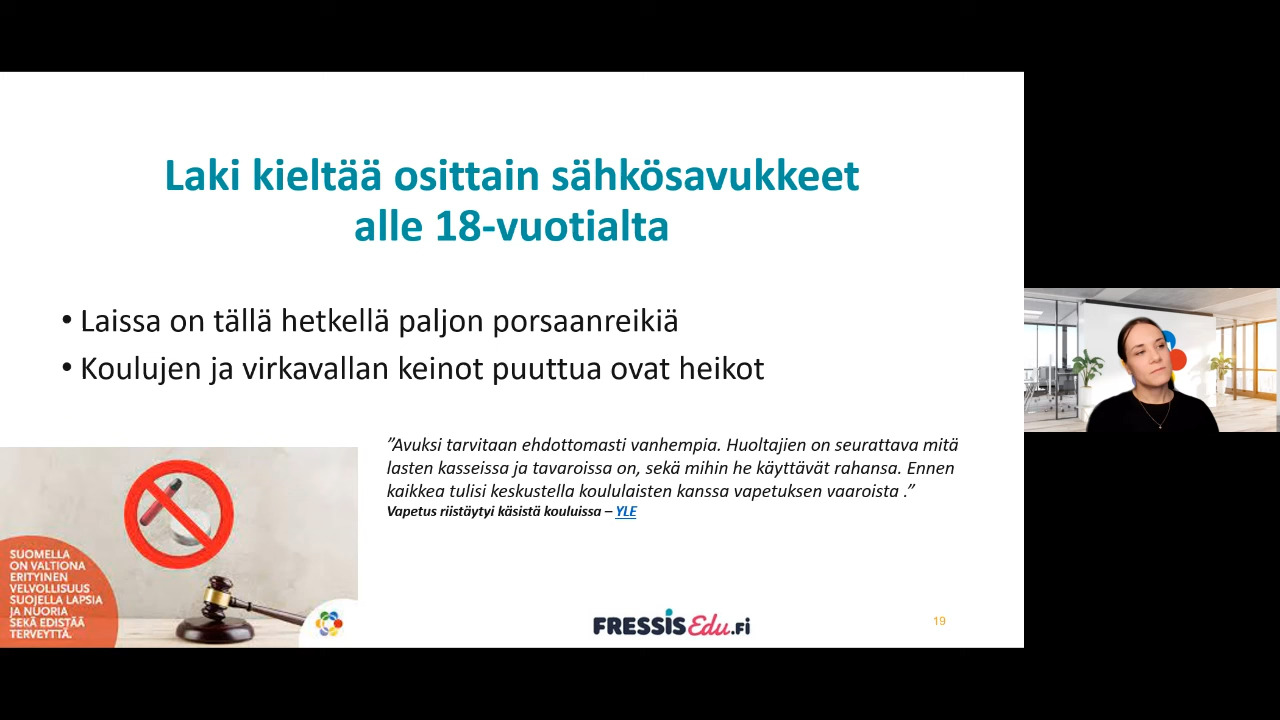 Laki kieltää osittain sähkösavukkeet
alle 18-vuotialta
• Laissa on tällä hetkellä paljon porsaanreikiä
• Koulujen ja virkavallan keinot puuttua ovat heikot
”Avuksi tarvitaan ehdottomasti vanhempia. Huoltajien on seurattava mitä
lasten kasseissa ja tavaroissa on, sekä mihin he käyttävät rahansa. Ennen
kaikkea tulisi keskustella koululaisten kanssa vapetuksen vaaroista .”
Vapetus riistäytyi käsistä kouluissa – YLE
SUOMELLA
ON VALTIONA
ERITYINEN
VELVOLLISUUS
SUOJELLA LAPSIA
JA NUORIA
SEKÄ EDISTÄÄ
TERVEYTTÄ.
FRESSIS Edu.fi
19